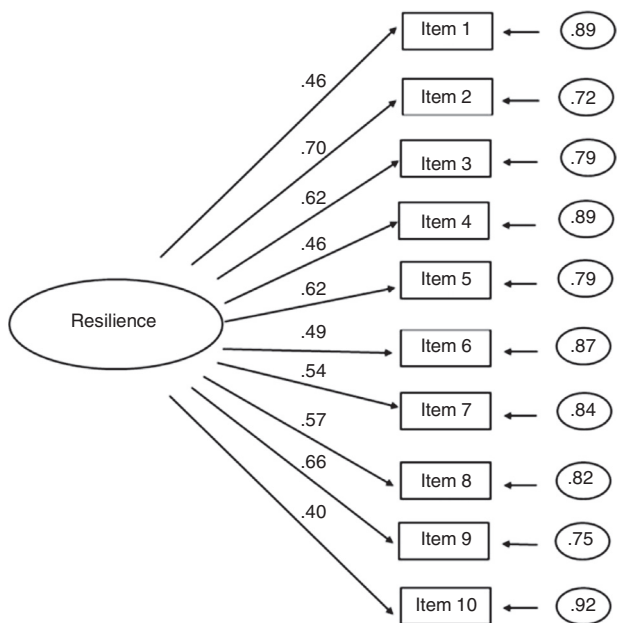 Item 1
.89
.46
Item 2
.72
.70
Item 3
.79
.62
Item 4
.89
.46
Item 5
.79
.62
Resilience
.49
Item 6
.87
.54
Item 7
.84
.57
Item 8
.82
.66
Item 9
.75
.40
Item 10
.92